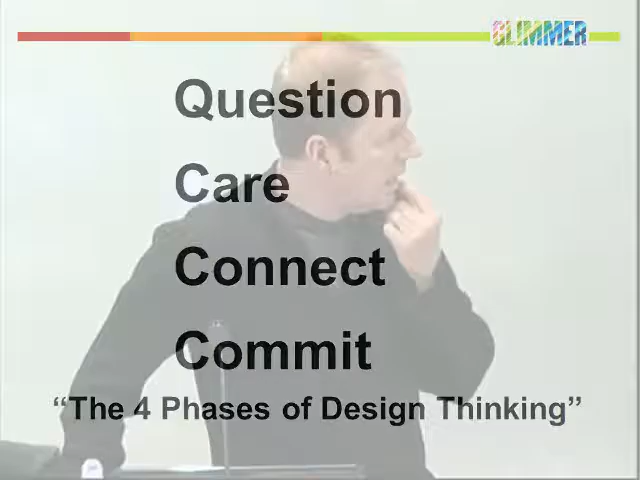 GLIMMER
Question
Care
Connect
Commit
“The 4 Phases of Design Thinking”